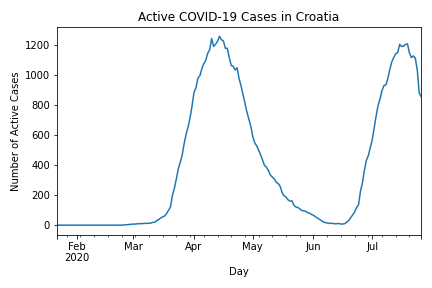 Active COVID-19 Cases in Croatia
Number of Active Cases
1200
1000
800
600
400
200
0
Feb
2020
Mar
Apr
May
Jun
Jul
Day